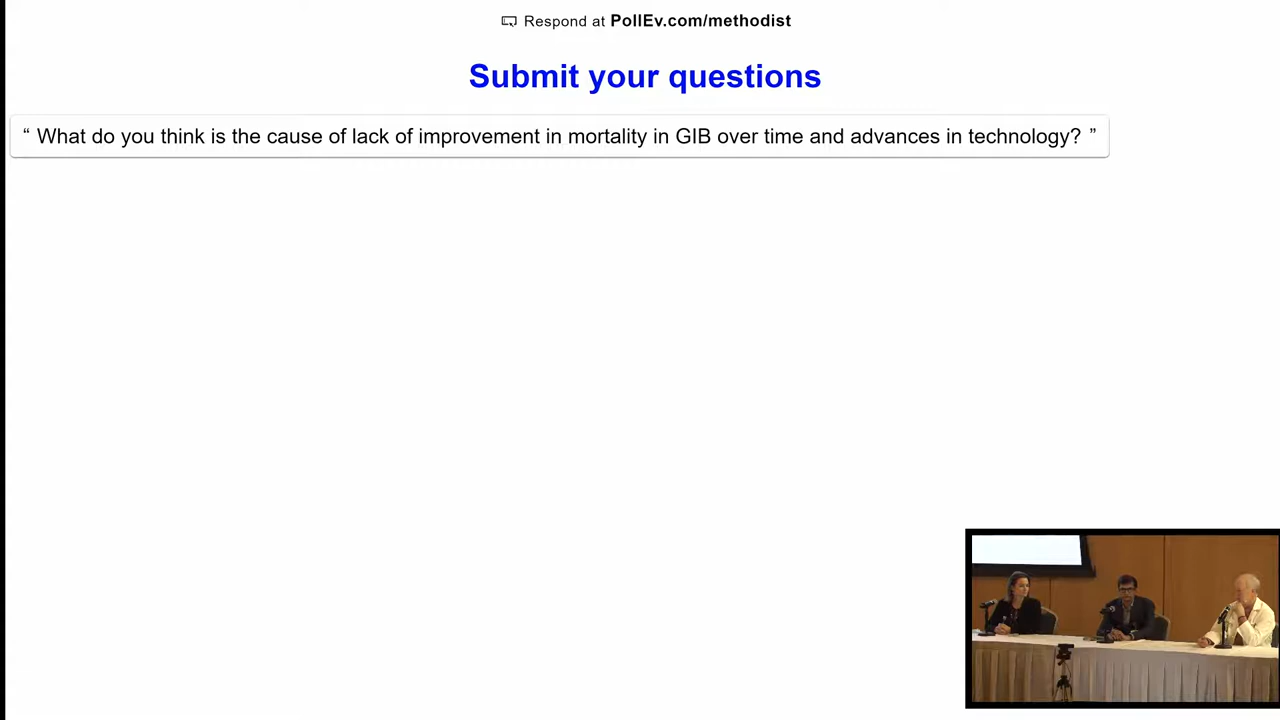 Respond at PollEv.com/methodist
Submit your questions
“ What do you think is the cause of lack of improvement in mortality in GIB over time and advances in technology? ”